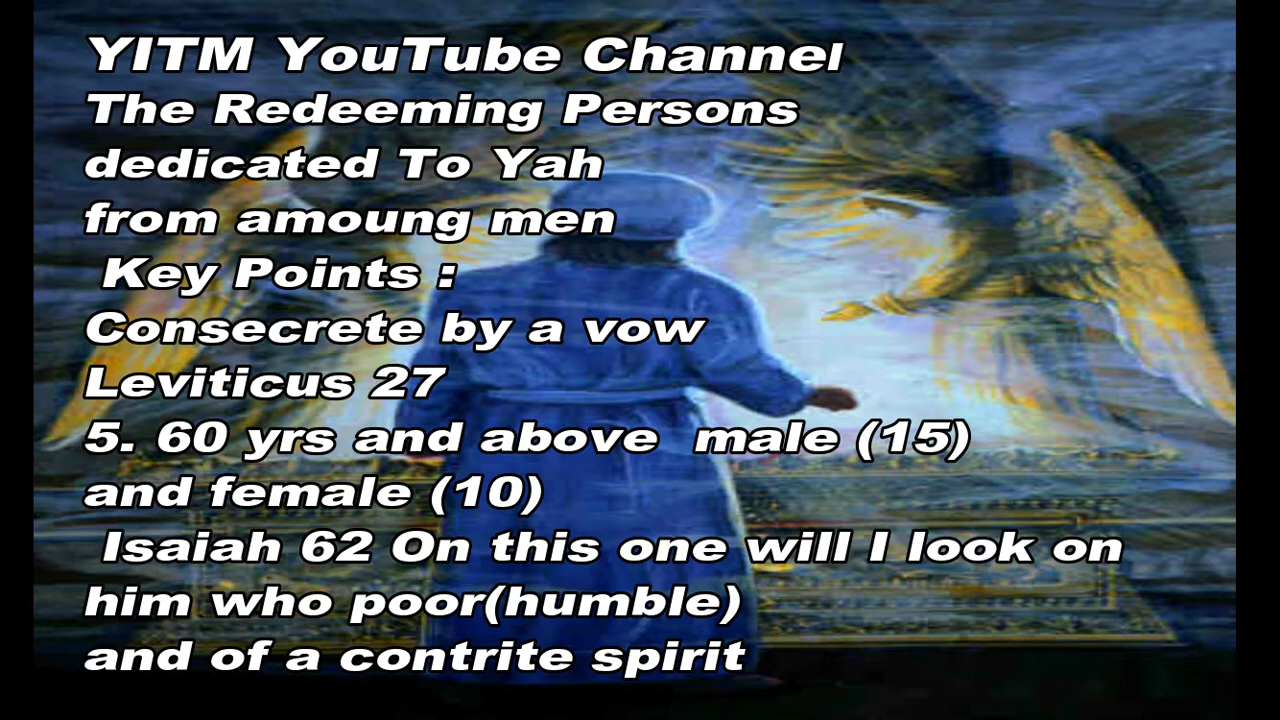 YITM YouTube Channel
The Redeeming Persons
dedicated To Yah
from amoung men
Key Points :
Consecrete by a vow
Leviticus 27
5. 60 yrs and above male (15)
and female (10)
Isaiah 62 On this one will I look on
him who poor(humble)
and of a contrite spirit